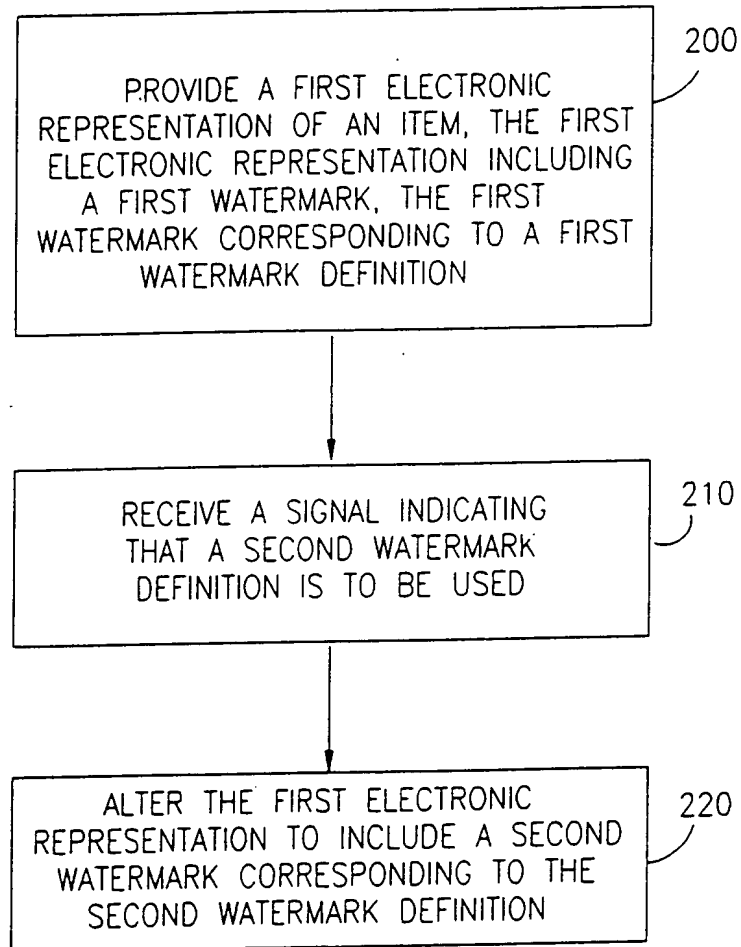 200
PROVIDE A FIRST ELECTRONIC
REPRESENTATION OF AN ITEM, THE FIRST
ELECTRONIC REPRESENTATION INCLUDING
A FIRST WATERMARK, THE FIRST
WATERMARK CORRESPONDING TO A FIRST
WATERMARK DEFINITION
210
RECEIVE A SIGNAL INDICATING
THAT A SECOND WATERMARK
DEFINITION IS TO BE USED
220
ALTER THE FIRST ELECTRONIC
REPRESENTATION TO INCLUDE A SECOND
WATERMARK CORRESPONDING TO THE
SECOND WATERMARK DEFINITION